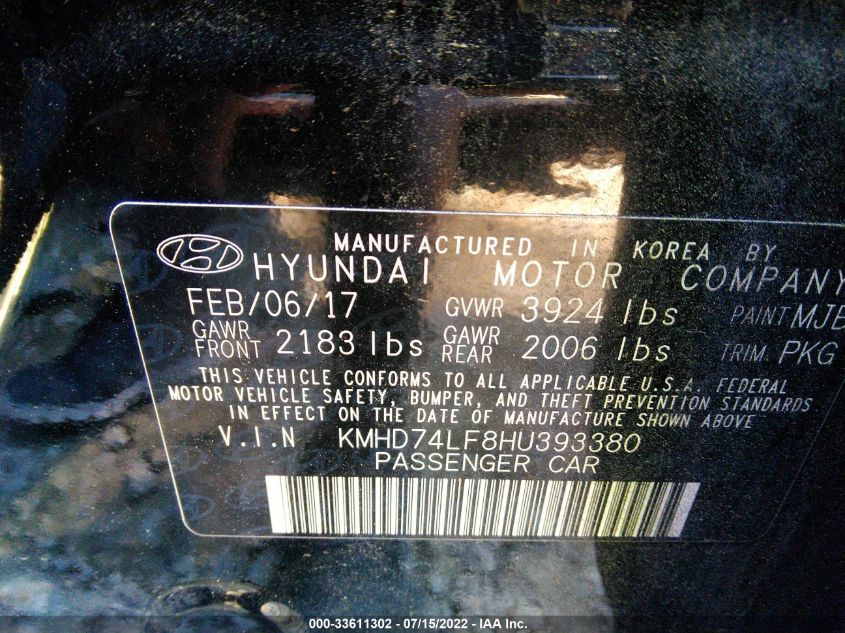 MANUFACTURED IN KOREA BY
HYUNDAI MOTOR COMPANY
FEB/06/17 GVWR 3924 lbs PAINT MJB
GAWR FRONT 2183 lbs GAWR REAR 2006 lbs TRIM PKG
THIS VEHICLE CONFORMS TO ALL APPLICABLE U.S.A. FEDERAL
MOTOR VEHICLE SAFETY, BUMPER, AND THEFT PREVENTION STANDARDS
IN EFFECT ON THE DATE OF MANUFACTURE SHOWN ABOVE
V.I.N KMHD74LF8HU393380
PASSENGER CAR
000-33611302 - 07/15/2022 - IAA Inc.